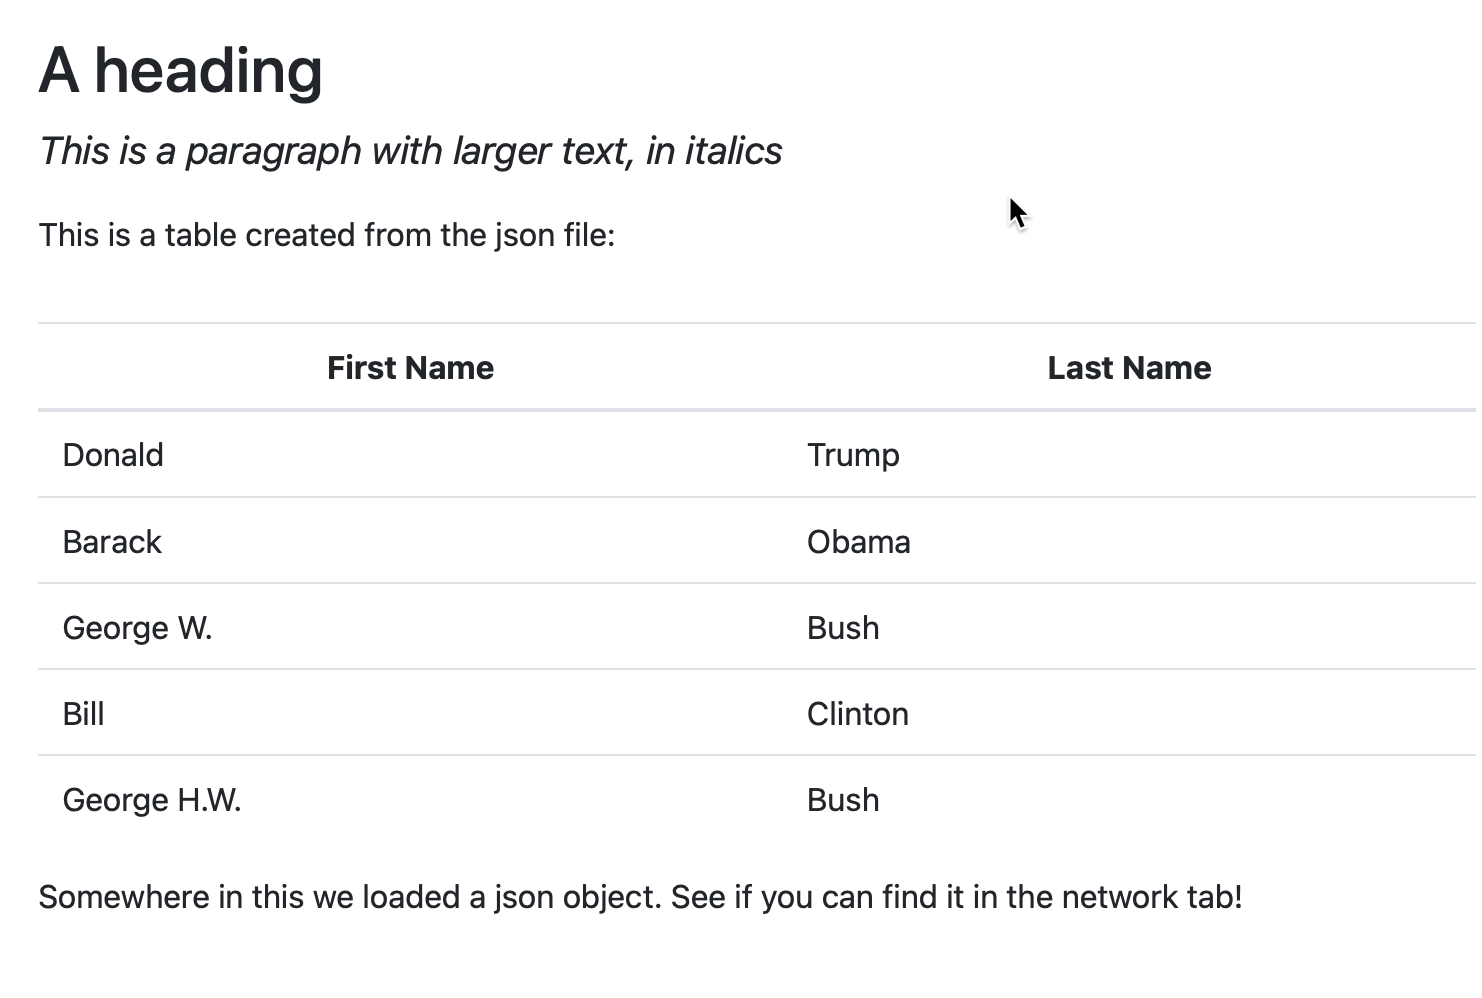 A heading
This is a paragraph with larger text, in italics
This is a table created from the json file:
First Name Last Name
Donald Trump
Barack Obama
George W. Bush
Bill Clinton
George H.W. Bush
Somewhere in this we loaded a json object. See if you can find it in the network tab!